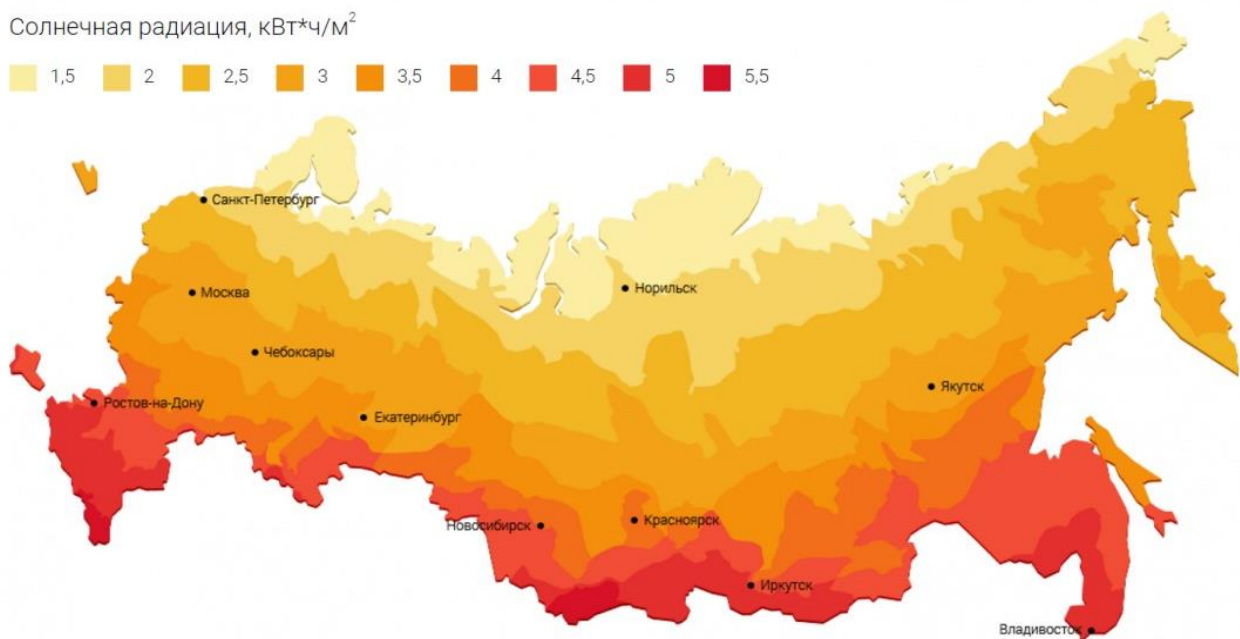 Солнечная радиация, кВт*ч/м²
1,5 2 2,5 3 3,5 4 4,5 5 5,5
Санкт-Петербург
Москва
Норильск
Чебоксары
Якутск
Ростов-на-Дону
Екатеринбург
Новосибирск
Красноярск
Иркутск
Владивосток